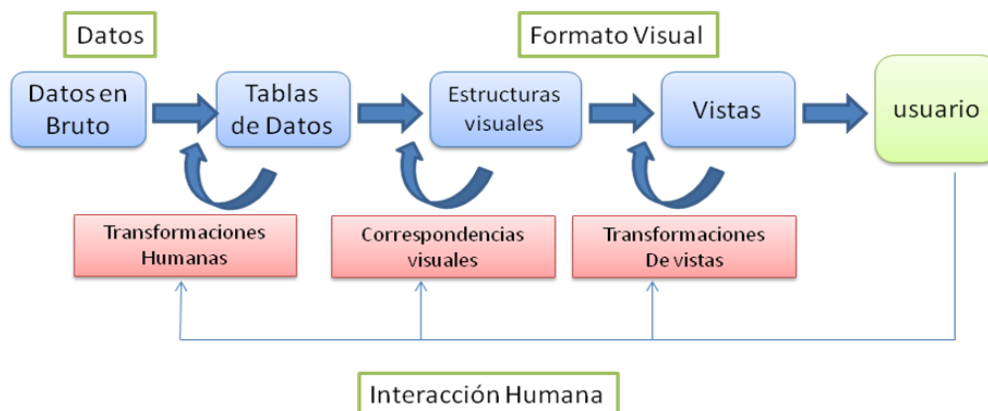 Datos
Formato Visual
Datos en
Bruto
Tablas
de Datos
Estructuras
visuales
Vistas
usuario
Transformaciones
Humanas
Correspondencias
visuales
Transformaciones
De vistas
Interacción Humana